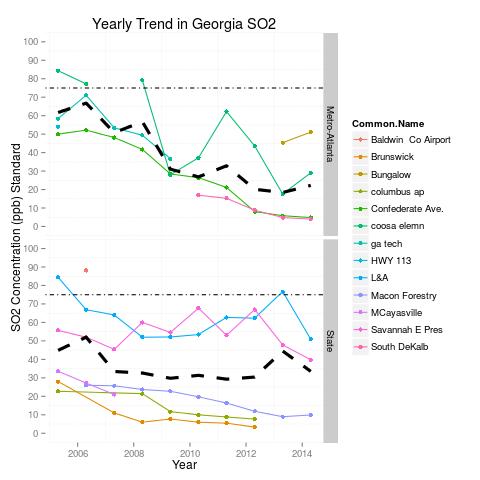 Yearly Trend in Georgia SO2
SO2 Concentration (ppb) Standard
100
90
80
70
60
50
40
30
20
10
0
Metro-Atlanta
100
90
80
70
60
50
40
30
20
10
0
State
2006
2008
2010
2012
2014
Year
Common.Name
Baldwin Co Airport
Brunswick
Bungalow
columbus ap
Confederate Ave.
coosa elemn
ga tech
HWY 113
L&A
Macon Forestry
MCayasville
Savannah E Pres
South DeKalb